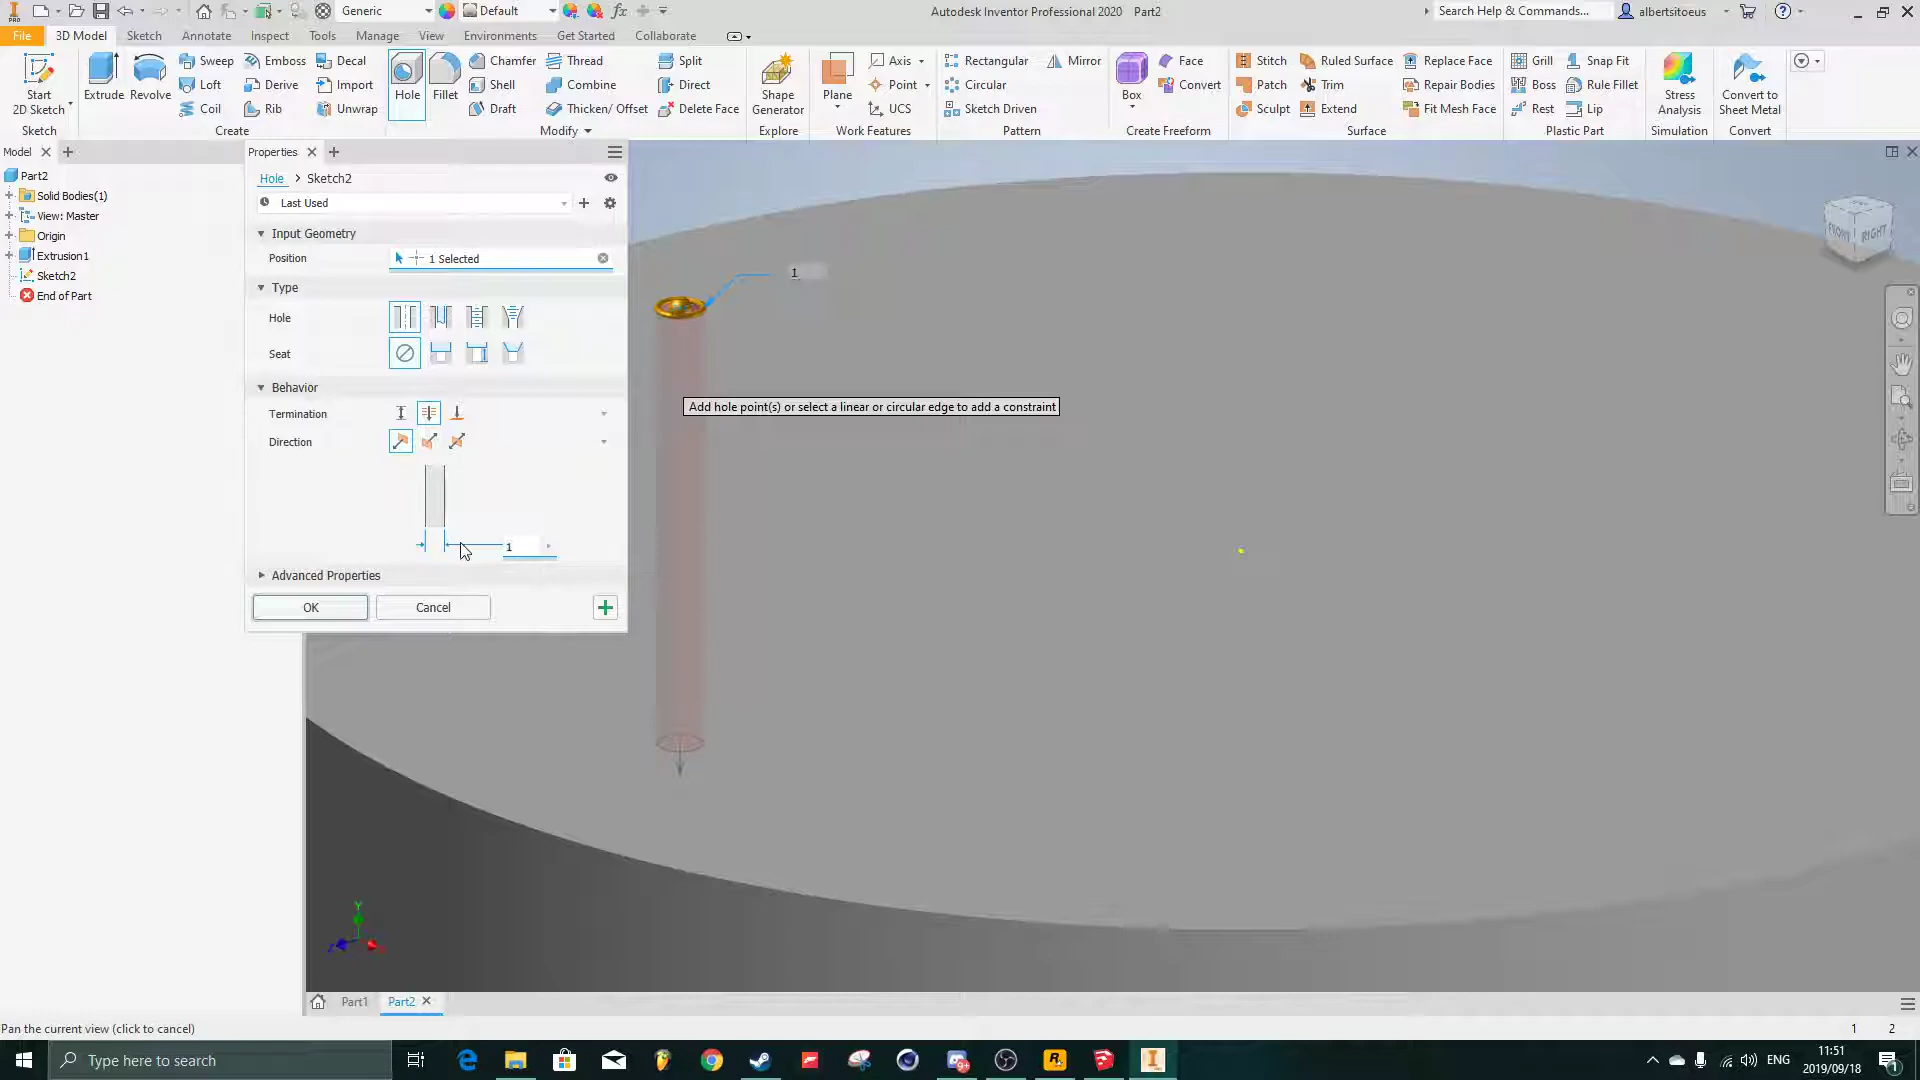 Generic
Default
fx
Autodesk Inventor Professional 2020 Part2
Search Help & Commands...
albertsitoeus
File 3D Model Sketch Annotate Inspect Tools Manage View Environments Get Started Collaborate
Start
2D Sketch
Sketch
Extrude
Revolve
Sweep
Loft
Coil
Emboss
Derive
Rib
Decal
Import
Unwrap
Create
Hole
Fillet
Chamfer
Shell
Draft
Thread
Combine
Thicken/ Offset
Split
Direct
Delete Face
Modify
Shape
Generator
Explore
Plane
Axis
Point
UCS
Work Features
Rectangular
Circular
Sketch Driven
Mirror
Pattern
Box
Face
Convert
Create Freeform
Stitch
Patch
Sculpt
Ruled Surface
Trim
Extend
Replace Face
Repair Bodies
Fit Mesh Face
Surface
Grill
Boss
Rest
Snap Fit
Rule Fillet
Lip
Plastic Part
Stress
Analysis
Simulation
Convert to
Sheet Metal
Convert
Model
Part2
Solid Bodies(1)
View: Master
Origin
Extrusion1
Sketch2
End of Part
Properties
Hole > Sketch2
Last Used
Input Geometry
Position 1 Selected
Type
Hole
Seat
Behavior
Termination
Direction
1
Advanced Properties
OK Cancel
1
Add hole point(s) or select a linear or circular edge to add a constraint
FRONT RIGHT
Y
Part1 Part2
Pan the current view (click to cancel)
1 2
Type here to search
ENG
11:51
2019/09/18